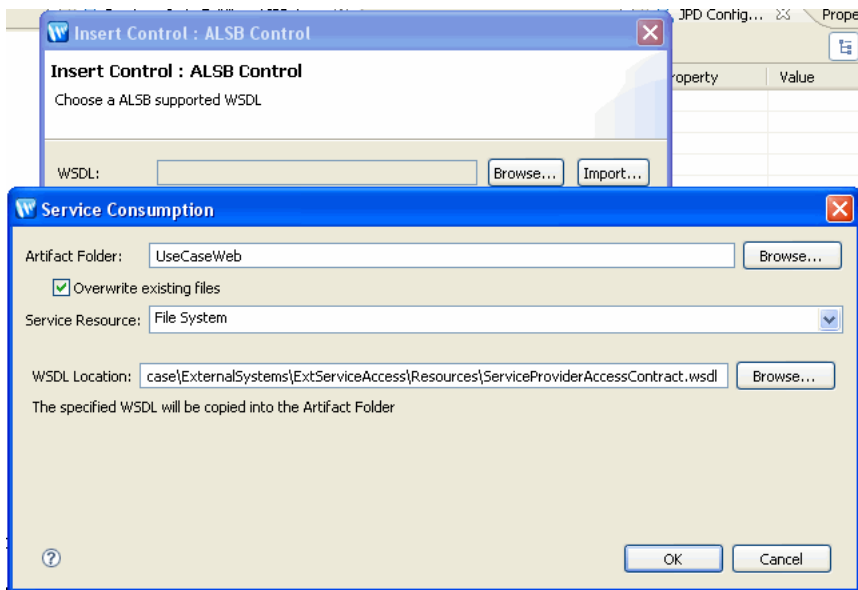 JPD Config... Prope
Insert Control : ALSB Control
Insert Control : ALSB Control
Choose a ALSB supported WSDL
roperty Value
WSDL: Browse... Import...
Service Consumption
Artifact Folder: UseCaseWeb Browse...
Overwrite existing files
Service Resource: File System
WSDL Location: case\ExternalSystems\ExtServiceAccess\Resources\ServiceProviderAccessContract.wsdl Browse...
The specified WSDL will be copied into the Artifact Folder
? OK Cancel